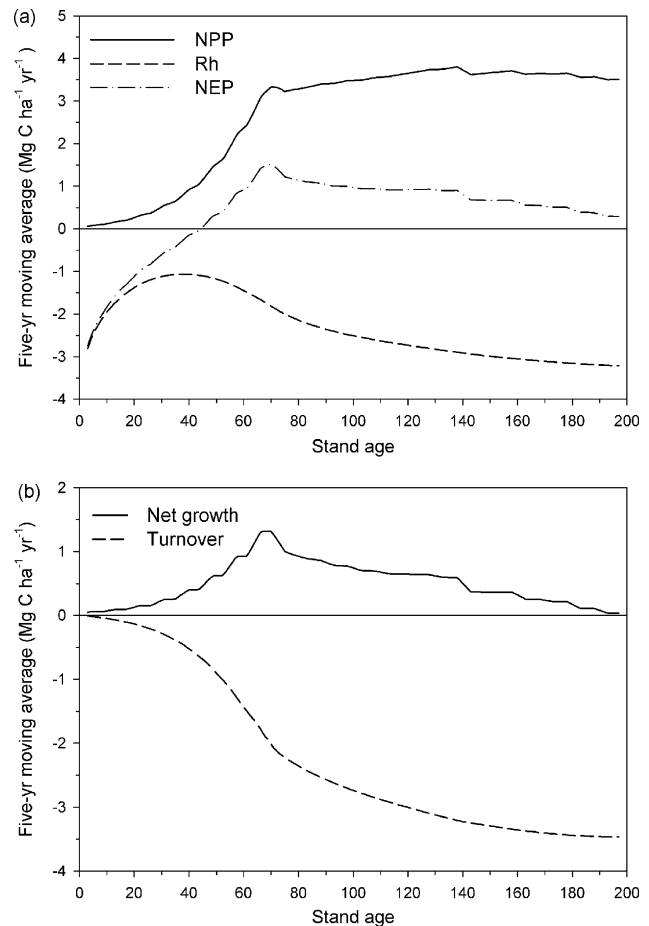 (a)
NPP
Rh
NEP
Five-yr moving average (Mg C ha⁻¹ yr⁻¹)
5
4
3
2
1
0
-1
-2
-3
-4
0 20 40 60 80 100 120 140 160 180 200
Stand age
(b)
Net growth
Turnover
Five-yr moving average (Mg C ha⁻¹ yr⁻¹)
2
1
0
-1
-2
-3
-4
0 20 40 60 80 100 120 140 160 180 200
Stand age